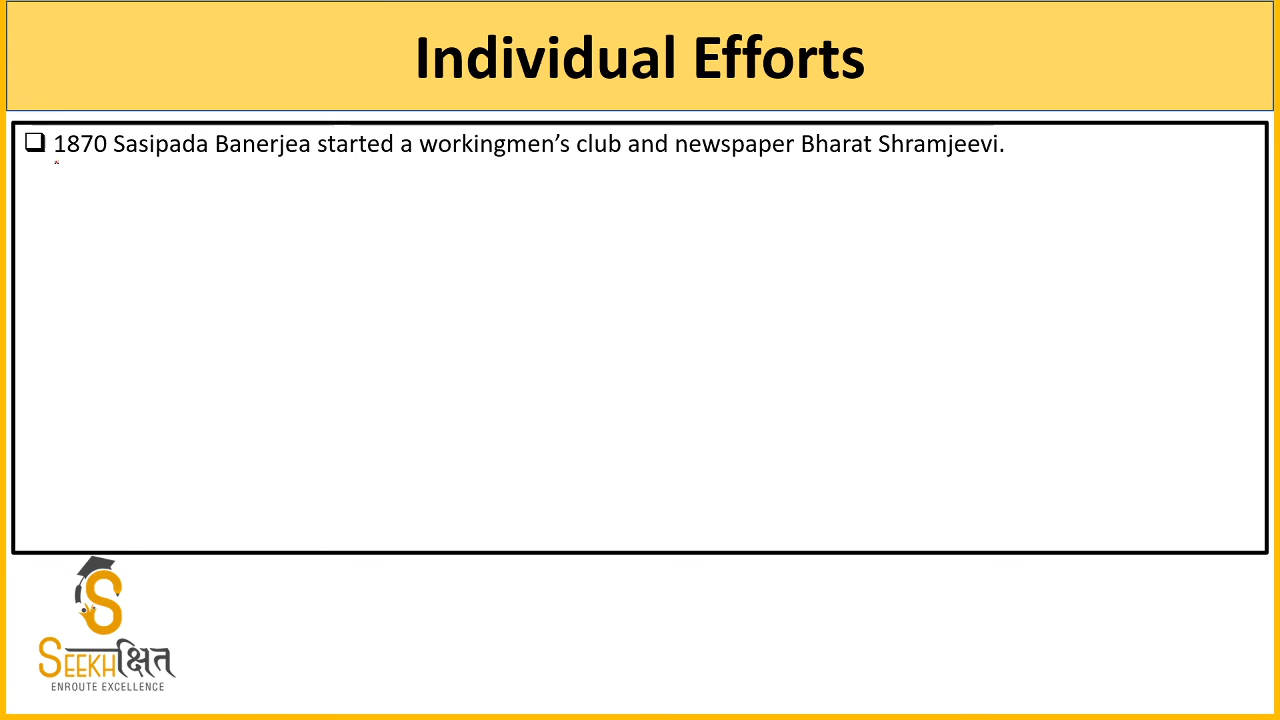 Individual Efforts
1870 Sasipada Banerjea started a workingmen’s club and newspaper Bharat Shramjeevi.
S
SEEKHक्षित
ENROUTE EXCELLENCE